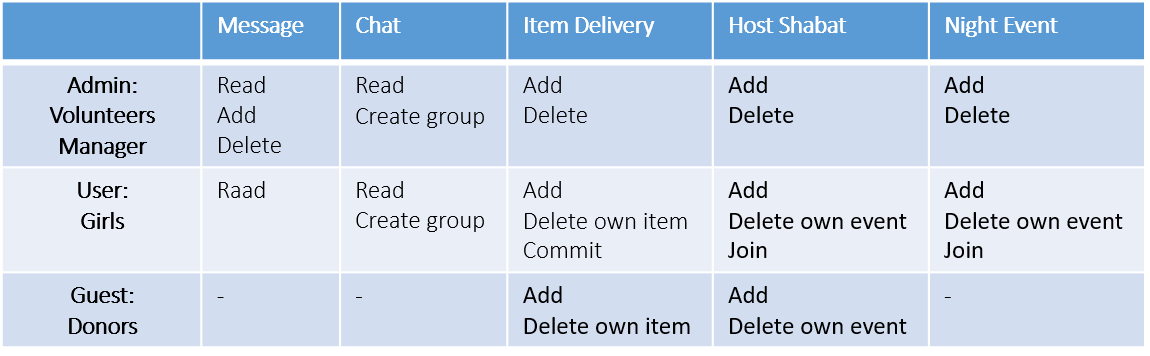 Message Chat Item Delivery Host Shabat Night Event
Admin: Read Read Add Add Add
Volunteers Add Create group Delete Delete Delete
Manager Delete
User: Raad Read Add Add Add
Girls Create group Delete own item Delete own event Delete own event
Commit Join Join
Guest: - - Add Add -
Donors Delete own item Delete own event